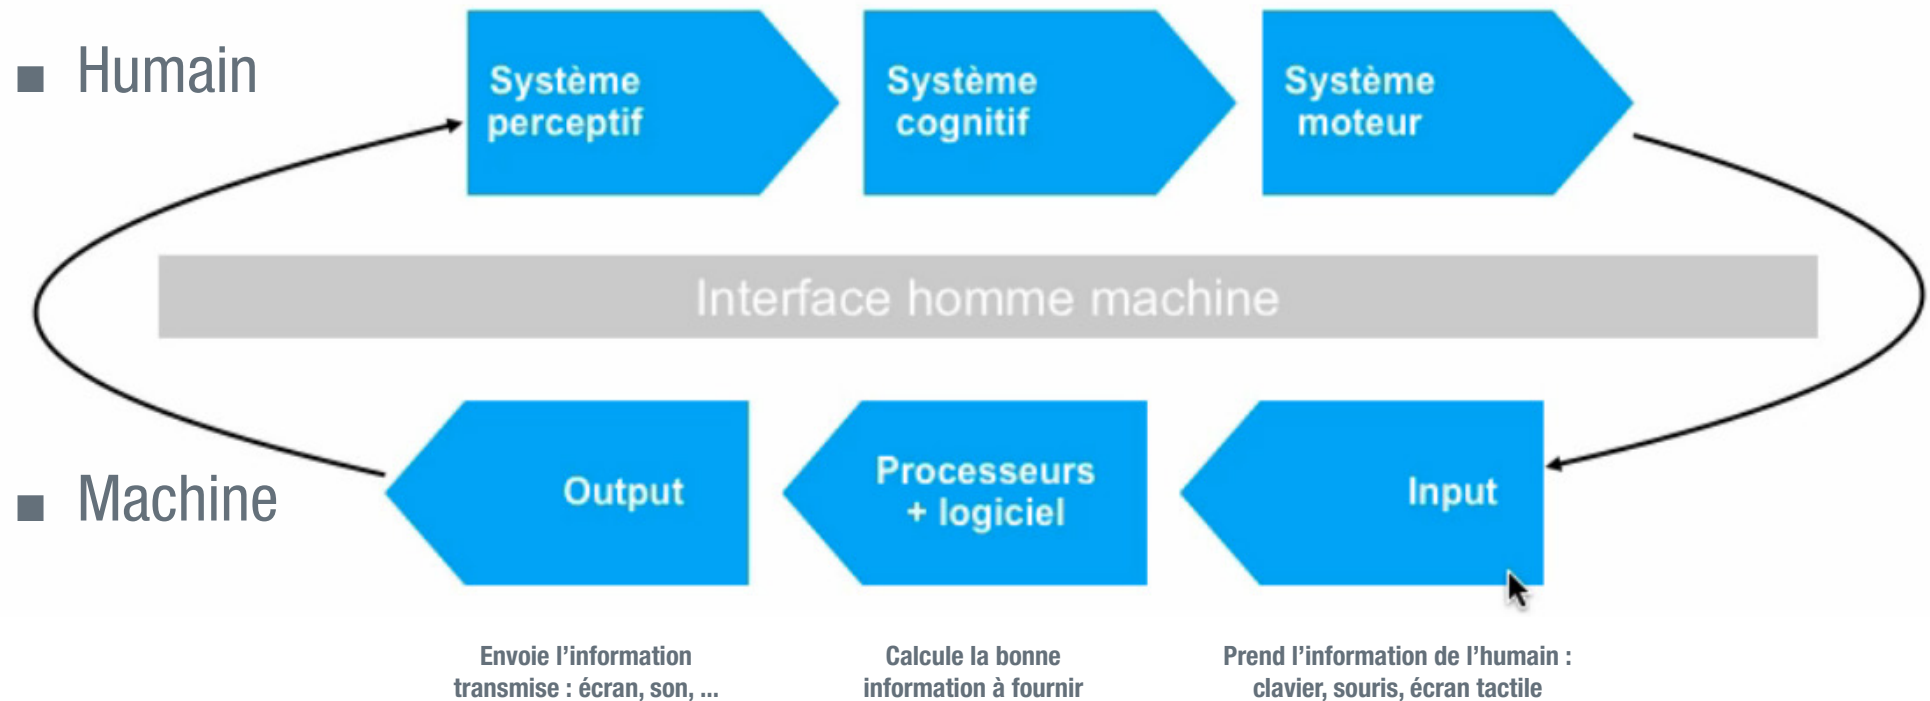 Humain
Système
perceptif
Système
cognitif
Système
moteur
Interface homme machine
Machine
Output
Processeurs
+ logiciel
Input
Envoie l’information
transmise : écran, son, ...
Calcule la bonne
information à fournir
Prend l’information de l’humain :
clavier, souris, écran tactile